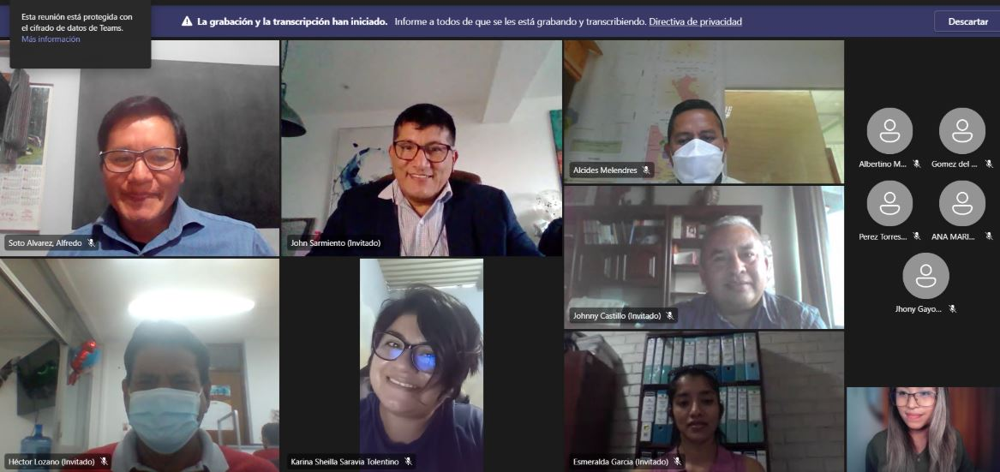 Esta reunión está protegida con
el cifrado de datos de Teams.
Más información
La grabación y la transcripción han iniciado. Informe a todos de que se les está grabando y transcribiendo. Directiva de privacidad
Descartar
Soto Alvarez, Alfredo
John Sarmiento (Invitado)
Alcides Melendres
Albertino M...
Gomez del ...
Perez Torres...
ANA MARI...
Johnny Castillo (Invitado)
Jhony Gayo...
Héctor Lozano (Invitado)
Karina Sheilla Saravia Tolentino
Esmeralda Garcia (Invitado)